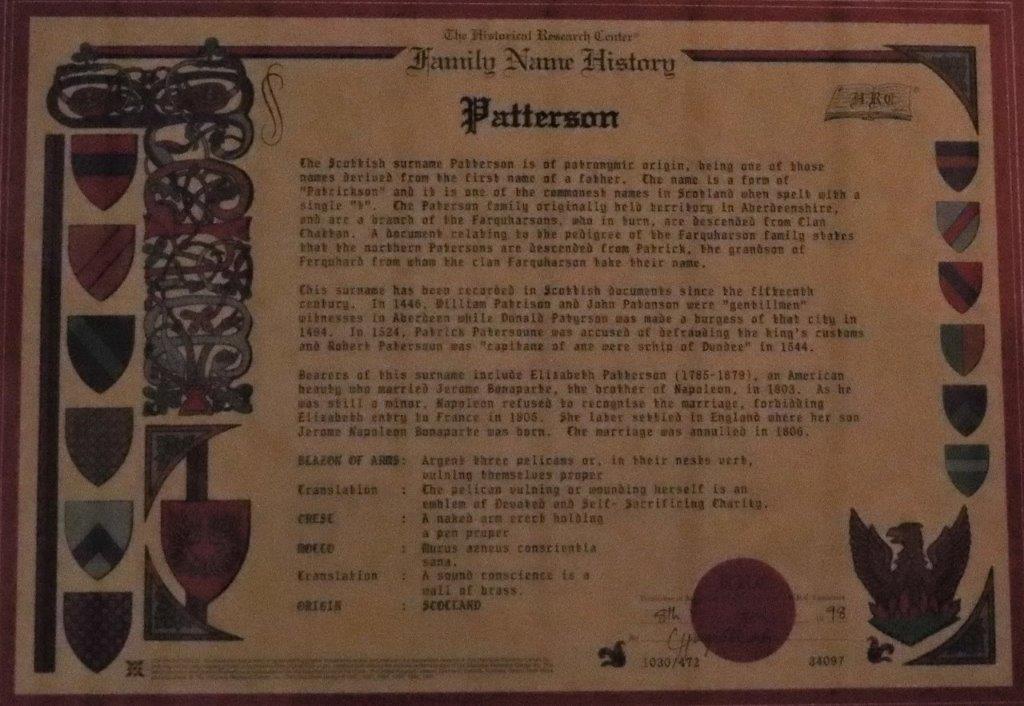 The Historical Research Center®
Family Name History
HRC®
Patterson
The Scottish surname Patterson is of patronymic origin, being one of those
names derived from the first name of a father. The name is a form of
"Patrickson" and it is one of the commonest names in Scotland when spelt with a
single "t". The Paterson family originally held territory in Aberdeenshire,
and are a branch of the Farquharsons, who in turn, are descended from Clan
Chattan. A document relating to the pedigree of the Farquharson family states
that the northern Patersons are descended from Patrick, the grandson of
Ferquhard from whom the clan Farquharson take their name.
This surname has been recorded in Scottish documents since the fifteenth
century. In 1446, William Patrison and John Patonson were "gentillmen"
witnesses in Aberdeen while Donald Patyrson was made a burgess of that city in
1494. In 1524, Patrick Patersoune was accused of defrauding the king's customs
and Robert Patersoun was "capitane of ane were schip of Dundee" in 1544.
Bearers of this surname include Elizabeth Patterson (1785-1879), an American
beauty who married Jerome Bonaparte, the brother of Napoleon, in 1803. As he
was still a minor, Napoleon refused to recognise the marriage, forbidding
Elizabeth entry to France in 1805. She later settled in England where her son
Jerome Napoleon Bonaparte was born. The marriage was annulled in 1806.
BLAZON OF ARMS: Argent three pelicans or, in their nests vert,
vulning themselves proper
Translation : The pelican vulning or wounding herself is an
emblem of Devoted and Self- Sacrificing Charity.
CREST : A naked arm erect holding
a pen proper
MOTTO : Murus aeneus conscientia
sana.
Translation : A sound conscience is a
wall of brass.
ORIGIN : SCOTLAND
8th 98
1030/472 34097